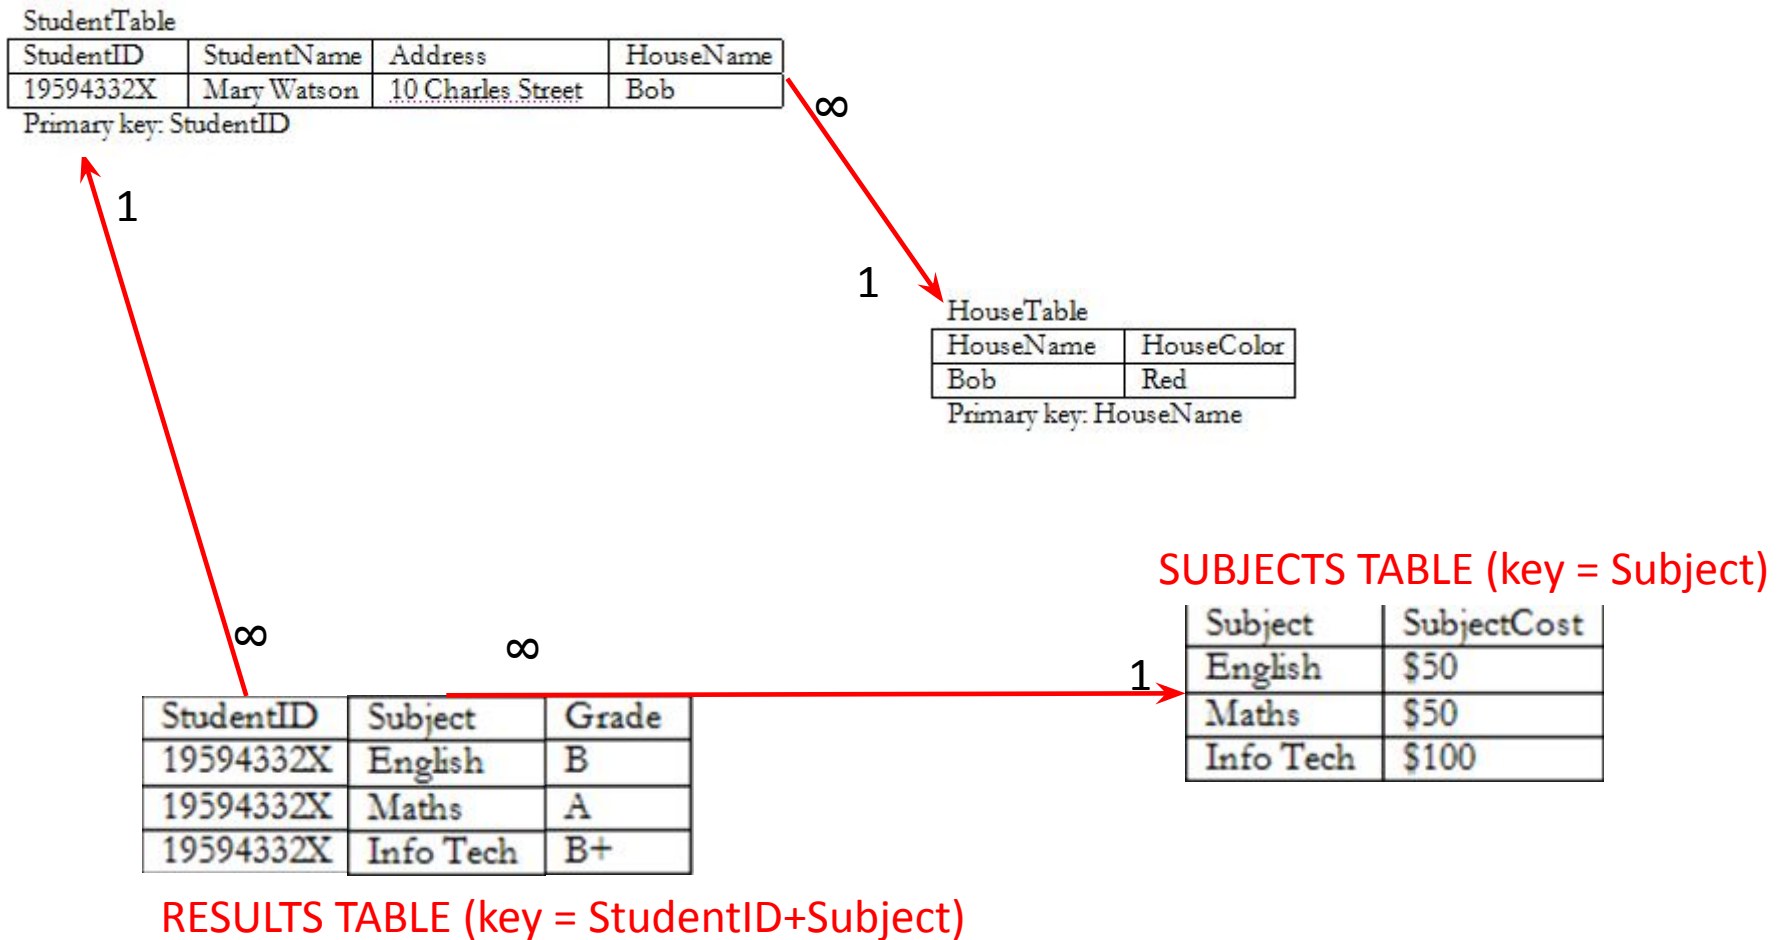 StudentTable
StudentID StudentName Address HouseName
19594332X Mary Watson 10 Charles Street Bob
Primary key: StudentID
∞
1
1
HouseTable
HouseName HouseColor
Bob Red
Primary key: HouseName
SUBJECTS TABLE (key = Subject)
Subject SubjectCost
English $50
Maths $50
Info Tech $100
∞
∞
1
StudentID Subject Grade
19594332X English B
19594332X Maths A
19594332X Info Tech B+
RESULTS TABLE (key = StudentID+Subject)